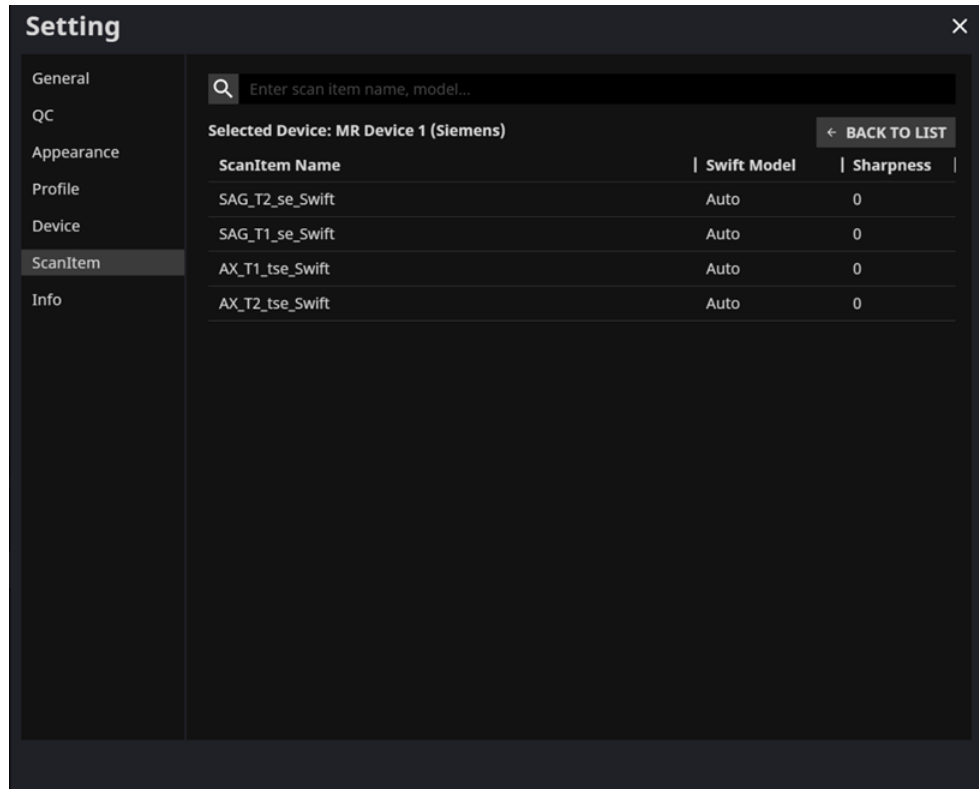 Setting
General
QC
Appearance
Profile
Device
ScanItem
Info
Enter scan item name, model...
Selected Device: MR Device 1 (Siemens)
← BACK TO LIST
ScanItem Name | Swift Model | Sharpness |
SAG_T2_se_Swift Auto 0
SAG_T1_se_Swift Auto 0
AX_T1_tse_Swift Auto 0
AX_T2_tse_Swift Auto 0